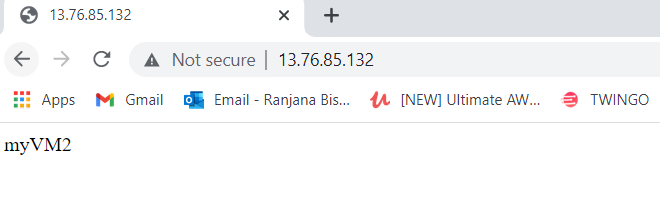 13.76.85.132
Not secure | 13.76.85.132
Apps Gmail Email - Ranjana Bis... [NEW] Ultimate AW... TWINGO
myVM2